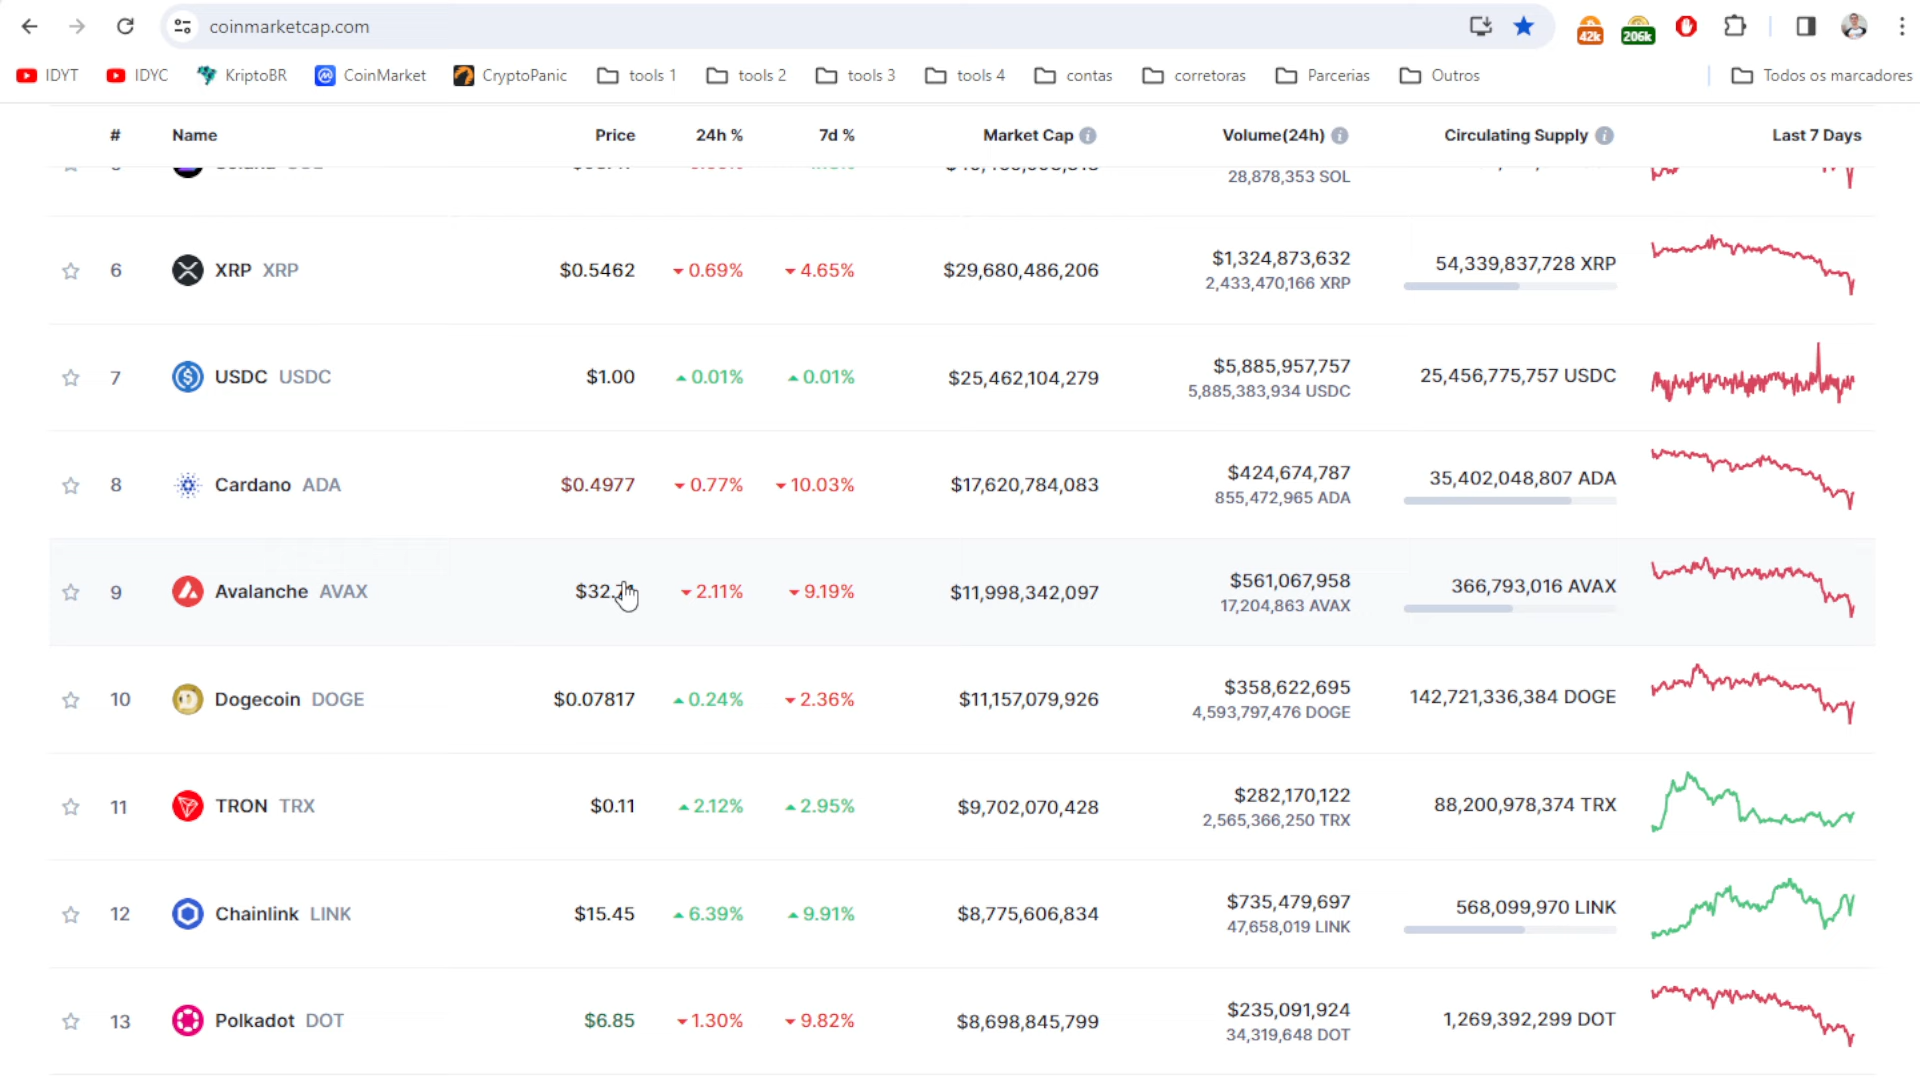 coinmarketcap.com
42k
206k
IDYT IDYC KriptoBR CoinMarket CryptoPanic tools 1 tools 2 tools 3 tools 4 contas corretoras Parcerias Outros Todos os marcadores
# Name Price 24h % 7d % Market Cap Volume(24h) Circulating Supply Last 7 Days
28,878,353 SOL
6 XRP XRP $0.5462 0.69% 4.65% $29,680,486,206 $1,324,873,632 54,339,837,728 XRP
2,433,470,166 XRP
7 USDC USDC $1.00 0.01% 0.01% $25,462,104,279 $5,885,957,757 25,456,775,757 USDC
5,885,383,934 USDC
8 Cardano ADA $0.4977 0.77% 10.03% $17,620,784,083 $424,674,787 35,402,048,807 ADA
855,472,965 ADA
9 Avalanche AVAX 2.11% 9.19% $11,998,342,097 $561,067,958 366,793,016 AVAX
17,204,863 AVAX
10 Dogecoin DOGE $0.07817 0.24% 2.36% $11,157,079,926 $358,622,695 142,721,336,384 DOGE
4,593,797,476 DOGE
11 TRON TRX $0.11 2.12% 2.95% $9,702,070,428 $282,170,122 88,200,978,374 TRX
2,565,366,250 TRX
12 Chainlink LINK $15.45 6.39% 9.91% $8,775,606,834 $735,479,697 568,099,970 LINK
47,658,019 LINK
13 Polkadot DOT $6.85 1.30% 9.82% $8,698,845,799 $235,091,924 1,269,392,299 DOT
34,319,648 DOT